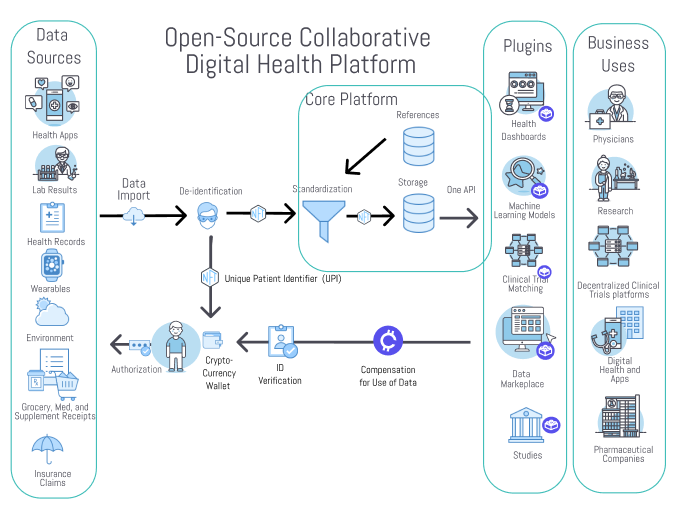 Open-Source Collaborative
Digital Health Platform
Data
Sources
Health Apps
Lab Results
Health Records
Wearables
Environment
Grocery, Med, and
Supplement Receipts
Insurance
Claims
Data
Import
De-identification
NFT
Core Platform
References
Standardization
NFT
Storage
One API
NFT
Unique Patient Identifier (UPI)
Authorization
Crypto-
Currency
Wallet
ID
Verification
Compensation
for Use of Data
Plugins
Health
Dashboards
Machine
Learning Models
Clinical Trial
Matching
Data
Markeplace
Studies
Business
Uses
Physicians
Research
Decentralized Clinical
Trials platforms
Digital
Health and
Apps
Pharmaceutical
Companies